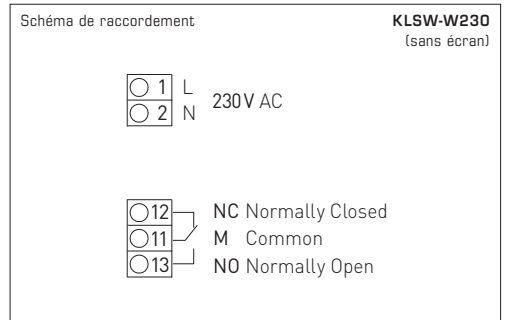 Schéma de raccordement KLSW-W230
(sans écran)
1 L
230 V AC
2 N
12 NC Normally Closed
11 M Common
13 NO Normally Open